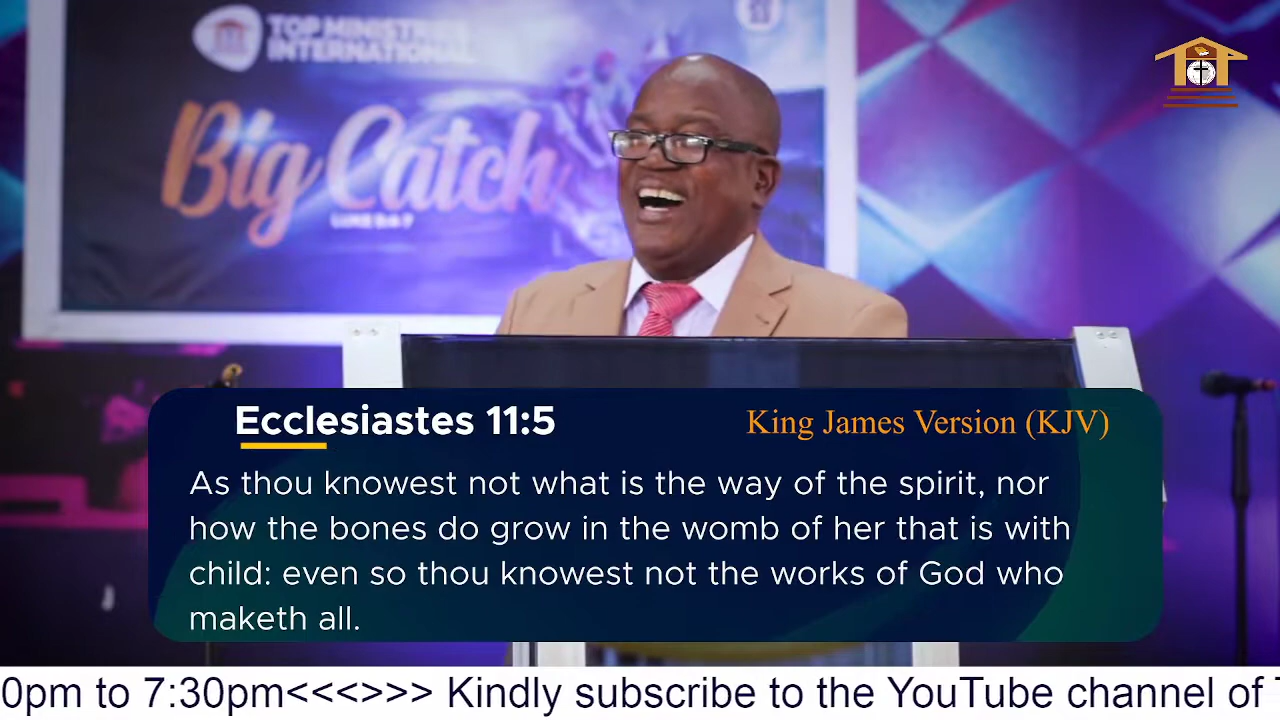 TOP MINISTRIES
INTERNATIONAL
Big Catch
LUKE 5 V 7
Ecclesiastes 11:5
King James Version (KJV)
As thou knowest not what is the way of the spirit, nor
how the bones do grow in the womb of her that is with
child: even so thou knowest not the works of God who
maketh all.
0pm to 7:30pm<<<>>> Kindly subscribe to the YouTube channel of